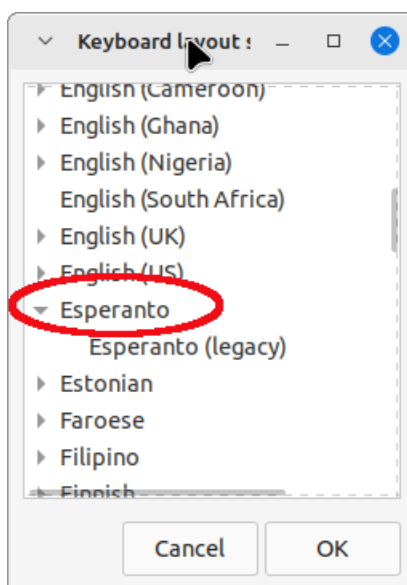 Keyboard layout s
English (Cameroon)
English (Ghana)
English (Nigeria)
English (South Africa)
English (UK)
English (US)
Esperanto
Esperanto (legacy)
Estonian
Faroese
Filipino
Finnish
Cancel OK